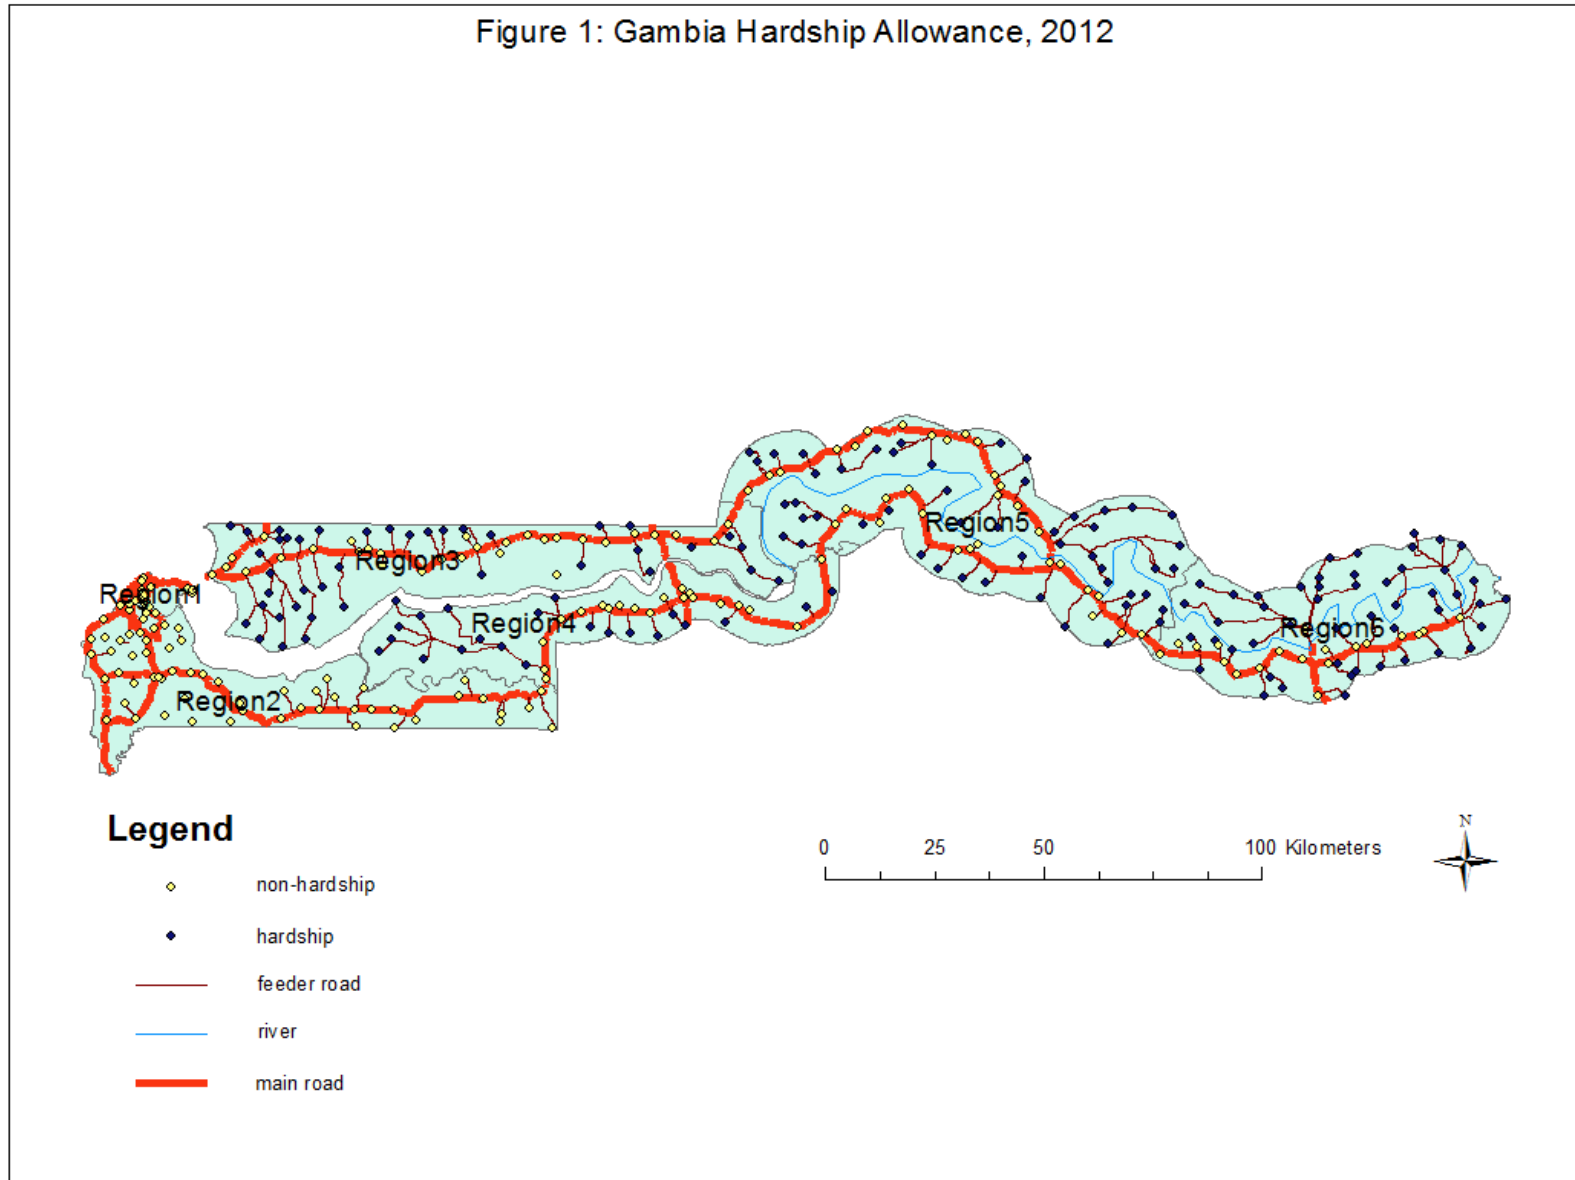 Figure 1: Gambia Hardship Allowance, 2012
Region5
Region3
Region1
Region4
Region6
Region2
Legend
non-hardship
hardship
feeder road
river
main road
0 25 50 100 Kilometers
N